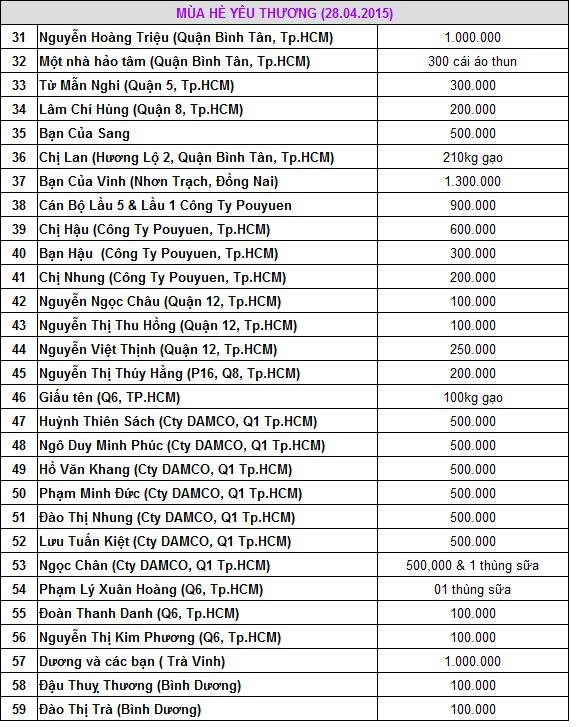 MÙA HÈ YÊU THƯƠNG (28.04.2015)
31 Nguyễn Hoàng Triệu (Quận Bình Tân, Tp.HCM) 1.000.000
32 Một nhà hảo tâm (Quận Bình Tân, Tp.HCM) 300 cái áo thun
33 Từ Mẫn Nghi (Quận 5, Tp.HCM) 300.000
34 Lâm Chí Hùng (Quận 8, Tp.HCM) 200.000
35 Bạn Của Sang 500.000
36 Chị Lan (Hương Lộ 2, Quận Bình Tân, Tp.HCM) 210kg gạo
37 Bạn Của Vinh (Nhơn Trạch, Đồng Nai) 1.300.000
38 Cán Bộ Lầu 5 & Lầu 1 Công Ty Pouyuen 900.000
39 Chị Hậu (Công Ty Pouyuen, Tp.HCM) 600.000
40 Bạn Hậu (Công Ty Pouyuen, Tp.HCM) 300.000
41 Chị Nhung (Công Ty Pouyuen, Tp.HCM) 200.000
42 Nguyễn Ngọc Châu (Quận 12, Tp.HCM) 100.000
43 Nguyễn Thị Thu Hồng (Quận 12, Tp.HCM) 100.000
44 Nguyễn Việt Thịnh (Quận 12, Tp.HCM) 250.000
45 Nguyễn Thị Thúy Hằng (P16, Q8, Tp.HCM) 200.000
46 Giấu tên (Q6, TP.HCM) 100kg gạo
47 Huỳnh Thiên Sách (Cty DAMCO, Q1 Tp.HCM) 500.000
48 Ngô Duy Minh Phúc (Cty DAMCO, Q1 Tp.HCM) 500.000
49 Hồ Văn Khang (Cty DAMCO, Q1 Tp.HCM) 500.000
50 Phạm Minh Đức (Cty DAMCO, Q1 Tp.HCM) 500.000
51 Đào Thị Nhung (Cty DAMCO, Q1 Tp.HCM) 500.000
52 Lưu Tuấn Kiệt (Cty DAMCO, Q1 Tp.HCM) 500.000
53 Ngọc Chân (Cty DAMCO, Q1 Tp.HCM) 500,000 & 1 thùng sữa
54 Phạm Lý Xuân Hoàng (Q6, Tp.HCM) 01 thùng sữa
55 Đoàn Thanh Danh (Q6, Tp.HCM) 100.000
56 Nguyễn Thị Kim Phương (Q6, Tp.HCM) 100.000
57 Dương và các bạn ( Trà Vinh) 1.000.000
58 Đậu Thuỵ Thương (Bình Dương) 100.000
59 Đào Thị Trà (Bình Dương) 100.000